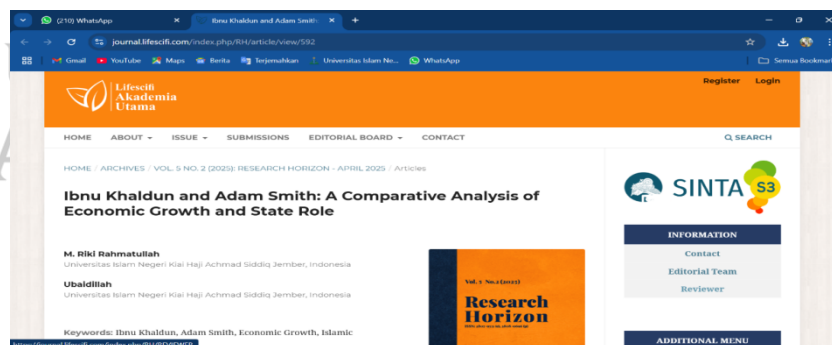 (210) WhatsApp
Ibnu Khaldun and Adam Smith:
journal.lifescifi.com/index.php/RH/article/view/592
Gmail YouTube Maps Berita Terjemahkan Universitas Islam Ne... WhatsApp
Semua Bookmark
Register Login
Lifescifi
Akademia
Utama
HOME ABOUT ISSUE SUBMISSIONS EDITORIAL BOARD CONTACT SEARCH
HOME / ARCHIVES / VOL. 5 NO. 2 (2025): RESEARCH HORIZON - APRIL 2025 / Articles
Ibnu Khaldun and Adam Smith: A Comparative Analysis of
Economic Growth and State Role
M. Riki Rahmatullah
Universitas Islam Negeri Kiai Haji Achmad Siddiq Jember, Indonesia
Ubaidillah
Universitas Islam Negeri Kiai Haji Achmad Siddiq Jember, Indonesia
Keywords: Ibnu Khaldun, Adam Smith, Economic Growth, Islamic
Vol. 5 No.2 (2025)
Research
Horizon
SINTA S3
INFORMATION
Contact
Editorial Team
Reviewer
ADDITIONAL MENU